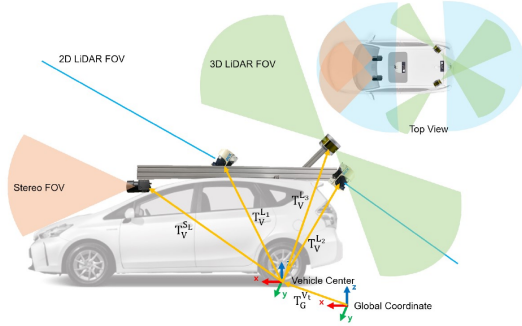 2D LiDAR FOV
3D LiDAR FOV
Top View
Stereo FOV
T_V^{S_L}
T_V^{L_1}
T_V^{L_3}
T_V^{L_2}
z
Vehicle Center
x
y
T_G^{V_t}
z
x
Global Coordinate
y